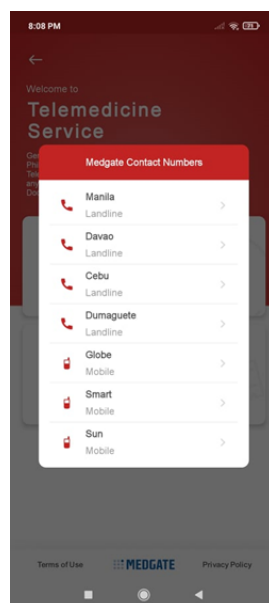 8:08 PM
Welcome to
Telemedicine
Service
Medgate Contact Numbers
Manila
Landline
Davao
Landline
Cebu
Landline
Dumaguete
Landline
Globe
Mobile
Smart
Mobile
Sun
Mobile
Terms of Use
MEDGATE
Privacy Policy